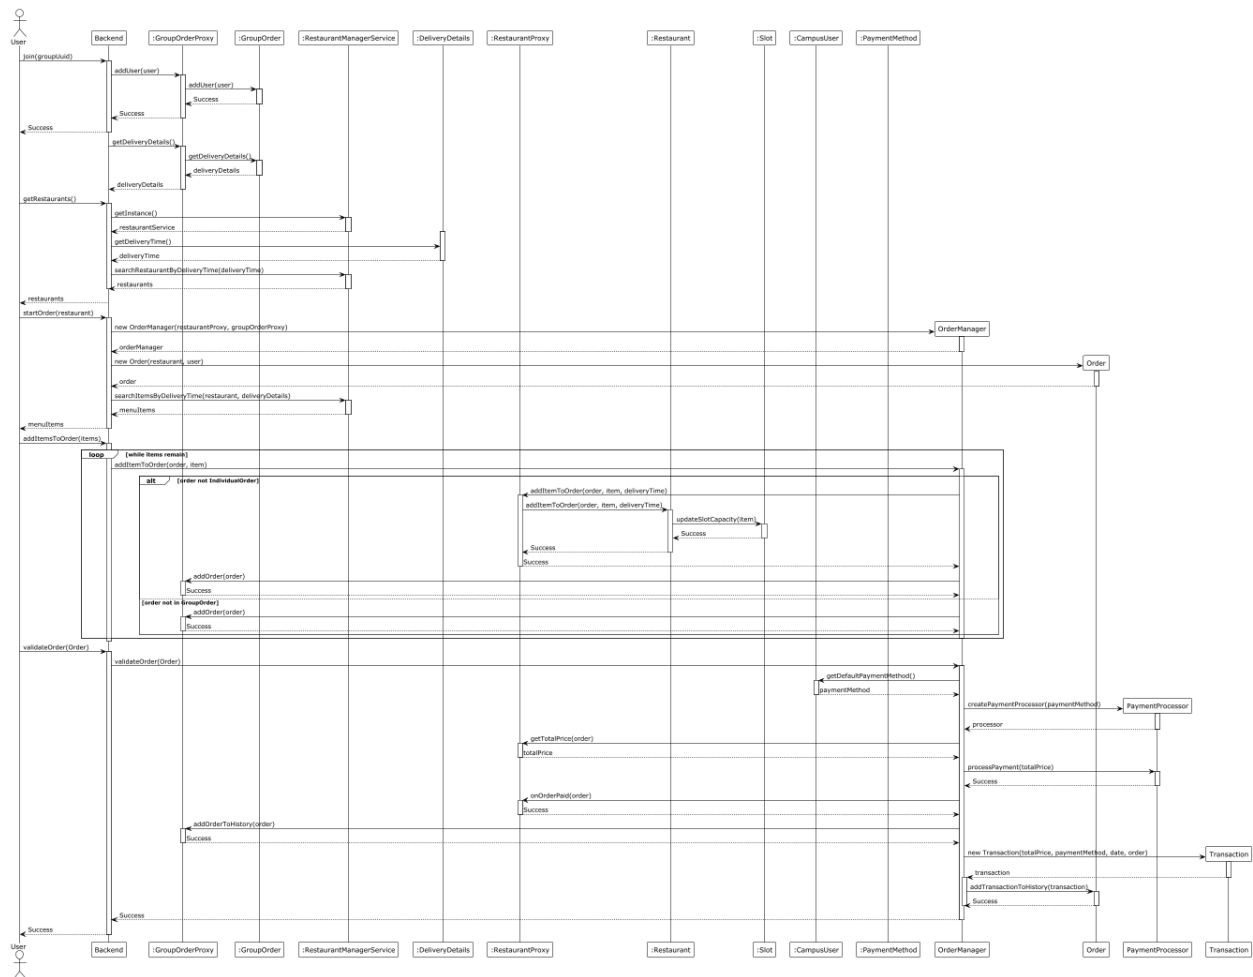 User
Backend
:GroupOrderProxy
:GroupOrder
:RestaurantManagerService
:DeliveryDetails
:RestaurantProxy
:Restaurant
:Slot
:CampusUser
:PaymentMethod
join(groupUuid)
addUser(user)
addUser(user)
Success
Success
Success
getDeliveryDetails()
getDeliveryDetails()
deliveryDetails
deliveryDetails
getRestaurants()
getInstance()
restaurantService
getDeliveryTime()
deliveryTime
searchRestaurantByDeliveryTime(deliveryTime)
restaurants
restaurants
startOrder(restaurant)
new OrderManager(restaurantProxy, groupOrderProxy)
OrderManager
orderManager
new Order(restaurant, user)
Order
order
searchItemsByDeliveryTime(restaurant, deliveryDetails)
menuItems
menuItems
addItemsToOrder(items)
loop [while items remain]
addItemToOrder(order, item)
alt [order not IndividualOrder]
addItemToOrder(order, item, deliveryTime)
addItemToOrder(order, item, deliveryTime)
updateSlotCapacity(item)
Success
Success
Success
addOrder(order)
Success
[order not in GroupOrder]
addOrder(order)
Success
validateOrder(Order)
validateOrder(Order)
getDefaultPaymentMethod()
paymentMethod
createPaymentProcessor(paymentMethod)
PaymentProcessor
processor
getTotalPrice(order)
totalPrice
processPayment(totalPrice)
Success
onOrderPaid(order)
Success
addOrderToHistory(order)
Success
new Transaction(totalPrice, paymentMethod, date, order)
Transaction
transaction
addTransactionToHistory(transaction)
Success
Success
Success
User
Backend
:GroupOrderProxy
:GroupOrder
:RestaurantManagerService
:DeliveryDetails
:RestaurantProxy
:Restaurant
:Slot
:CampusUser
:PaymentMethod
OrderManager
Order
PaymentProcessor
Transaction